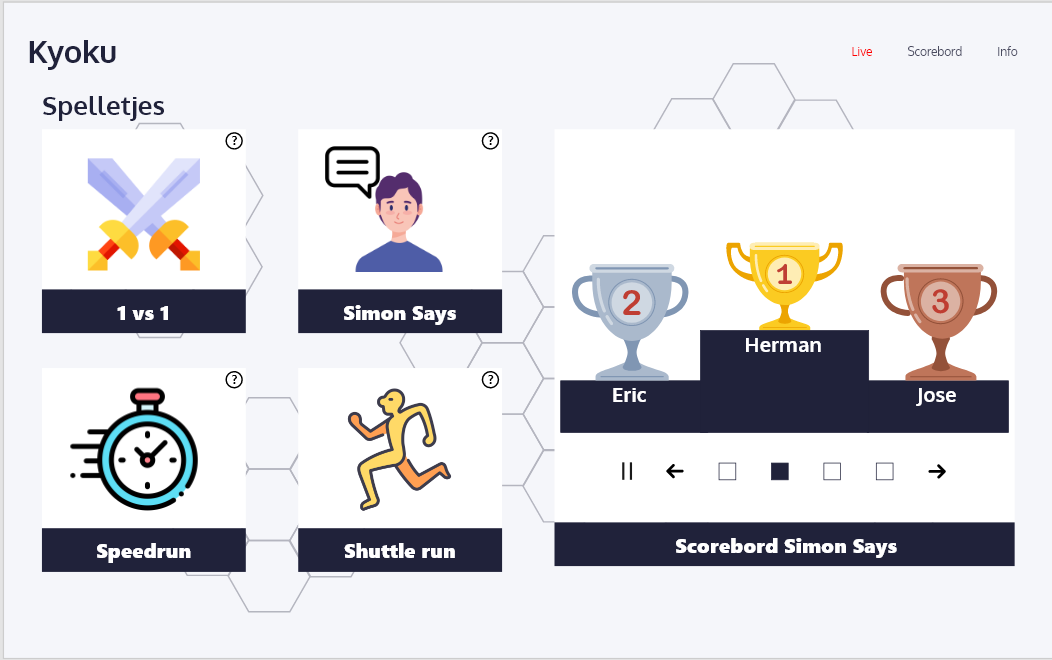 Kyoku
Live
Scorebord
Info
Spelletjes
?
1 vs 1
?
Simon Says
?
Speedrun
?
Shuttle run
2
1
3
Herman
Eric
Jose
Scorebord Simon Says